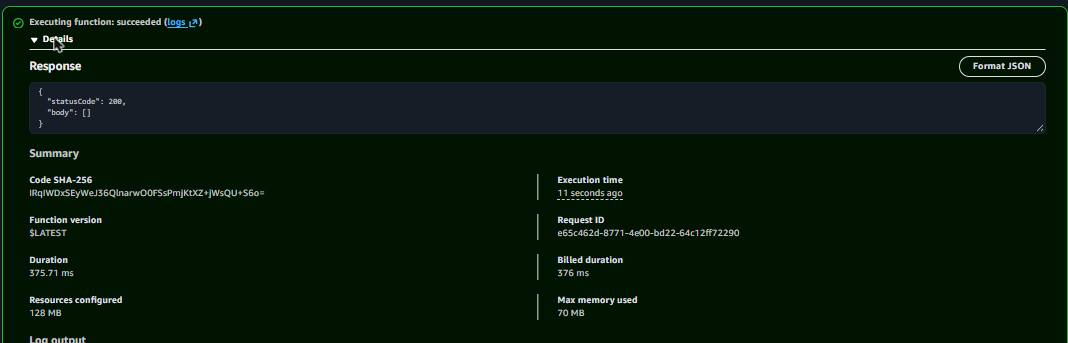 Executing function: succeeded (logs)
Details
Response
Format JSON
{
  "statusCode": 200,
  "body": []
}
Summary
Code SHA-256
IRqIWDxSEyWeJ36QlnarwO0FSsPmjKtXZ+jWsQU+S6o=
Execution time
11 seconds ago
Function version
$LATEST
Request ID
e65c462d-8771-4e00-bd22-64c12ff72290
Duration
375.71 ms
Billed duration
376 ms
Resources configured
128 MB
Max memory used
70 MB
Log output